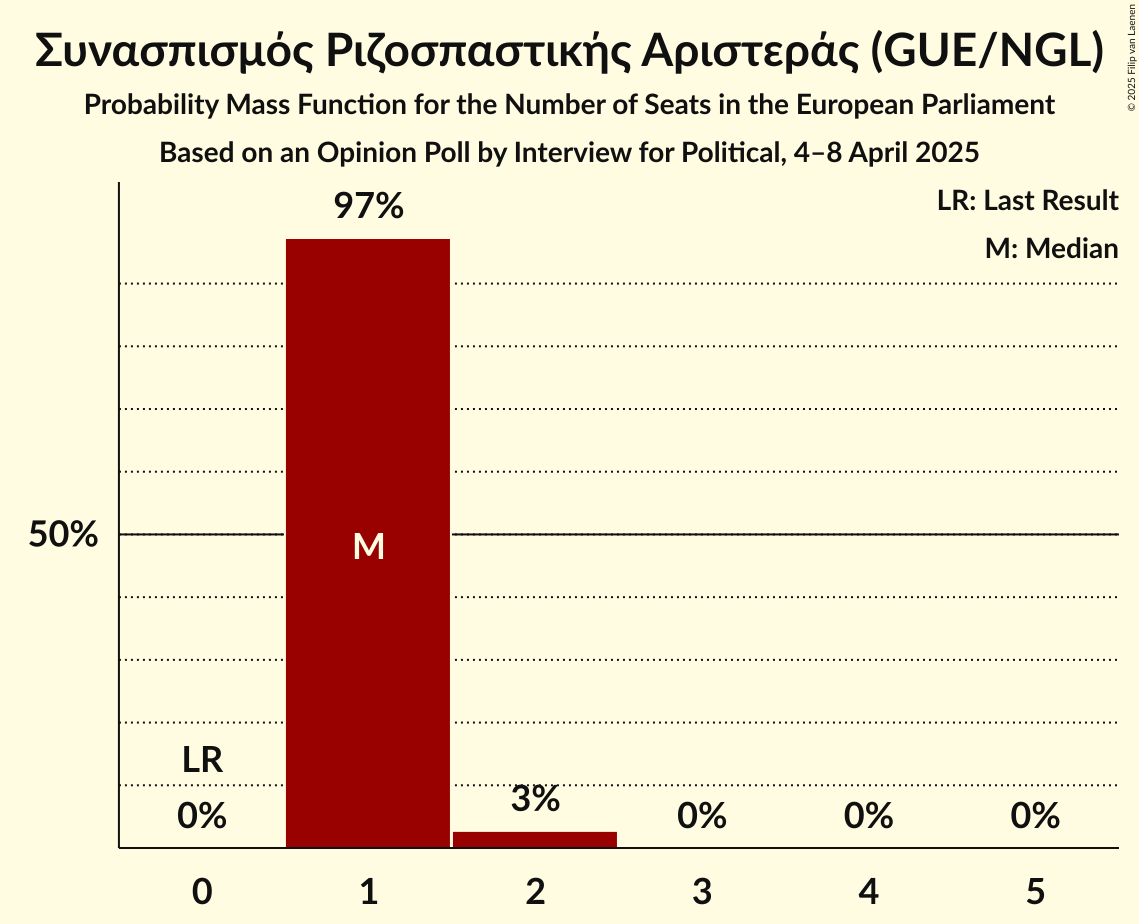 Συνασπισμός Ριζοσπαστικής Αριστεράς (GUE/NGL)
Probability Mass Function for the Number of Seats in the European Parliament
Based on an Opinion Poll by Interview for Political, 4–8 April 2025
© 2025 Filip van Laenen
LR: Last Result
M: Median
97%
50%
M
LR
0%
3%
0%
0%
0%
0
1
2
3
4
5